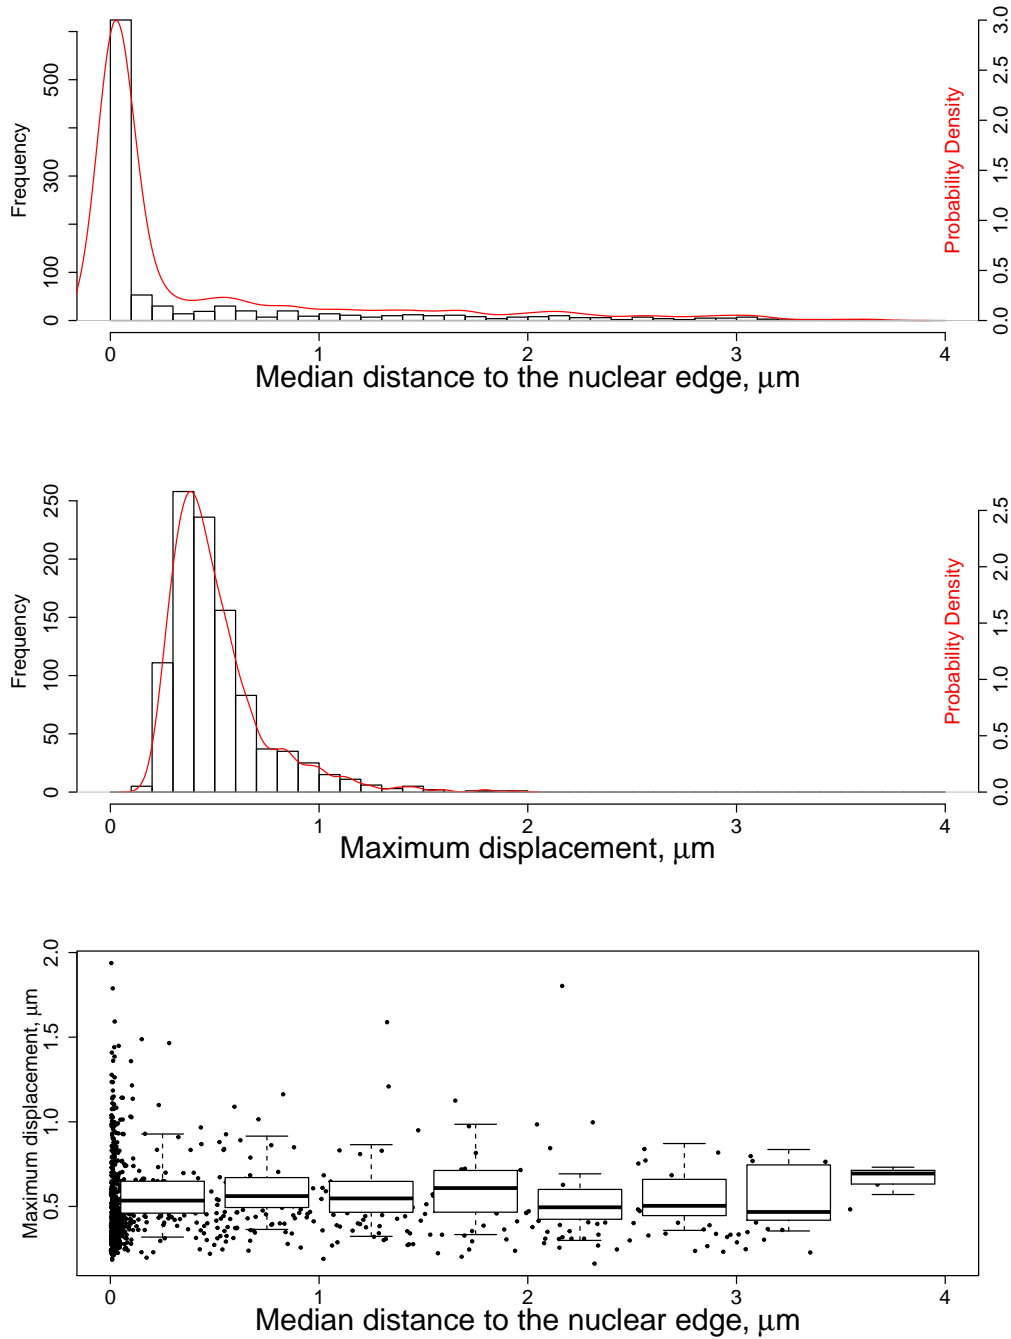 Frequency
0 100 300 500
Probability Density
0.0 0.5 1.0 1.5 2.0 2.5 3.0
0 1 2 3 4
Median distance to the nuclear edge, μm
Frequency
0 50 100 150 200 250
Probability Density
0.0 0.5 1.0 1.5 2.0 2.5
0 1 2 3 4
Maximum displacement, μm
Maximum displacement, μm
0.5 1.0 1.5 2.0
0 1 2 3 4
Median distance to the nuclear edge, μm